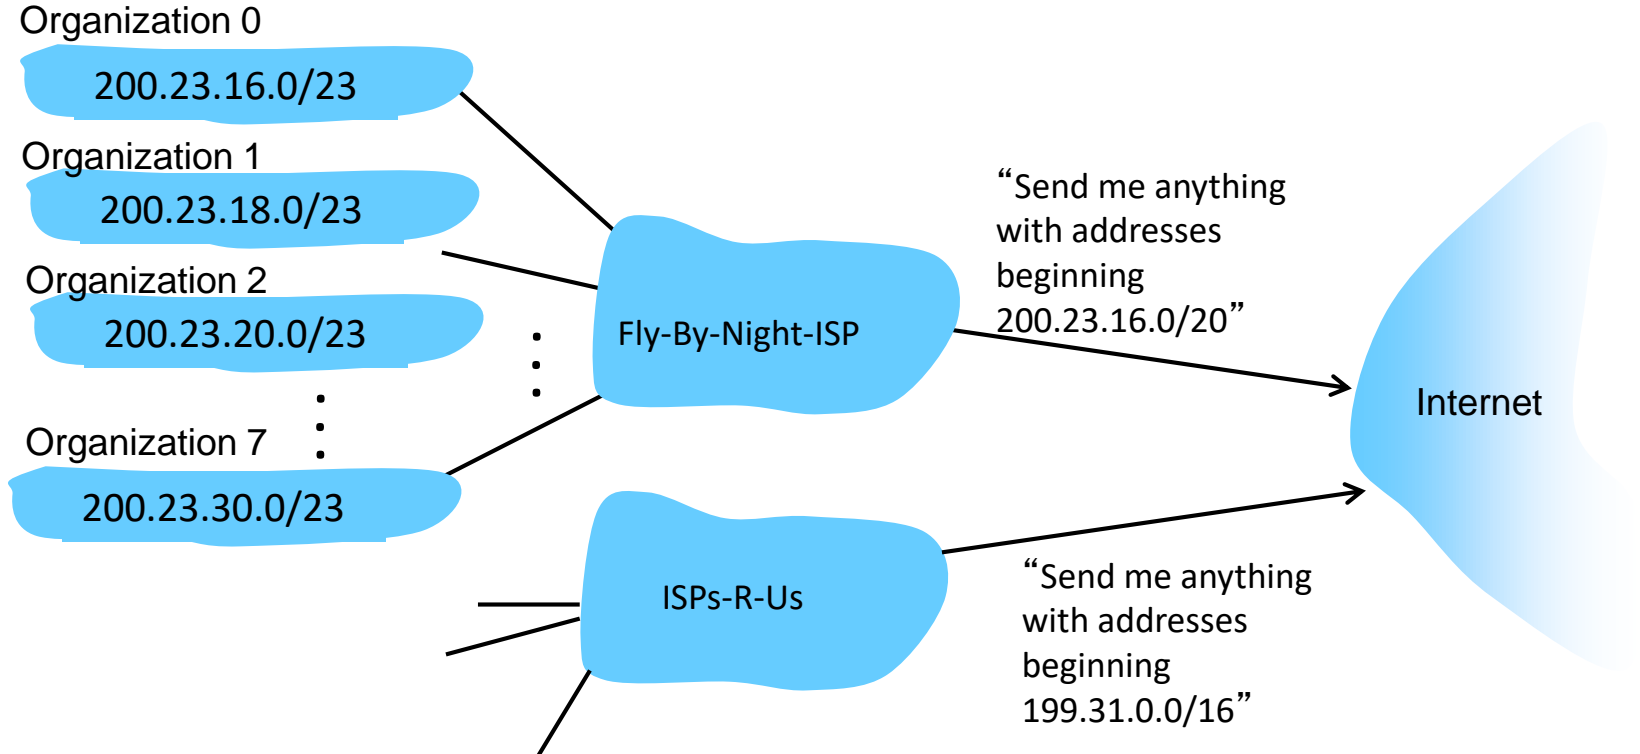 Organization 0
200.23.16.0/23
Organization 1
200.23.18.0/23
Organization 2
200.23.20.0/23
Organization 7
200.23.30.0/23
Fly-By-Night-ISP
“Send me anything
with addresses
beginning
200.23.16.0/20”
Internet
ISPs-R-Us
“Send me anything
with addresses
beginning
199.31.0.0/16”